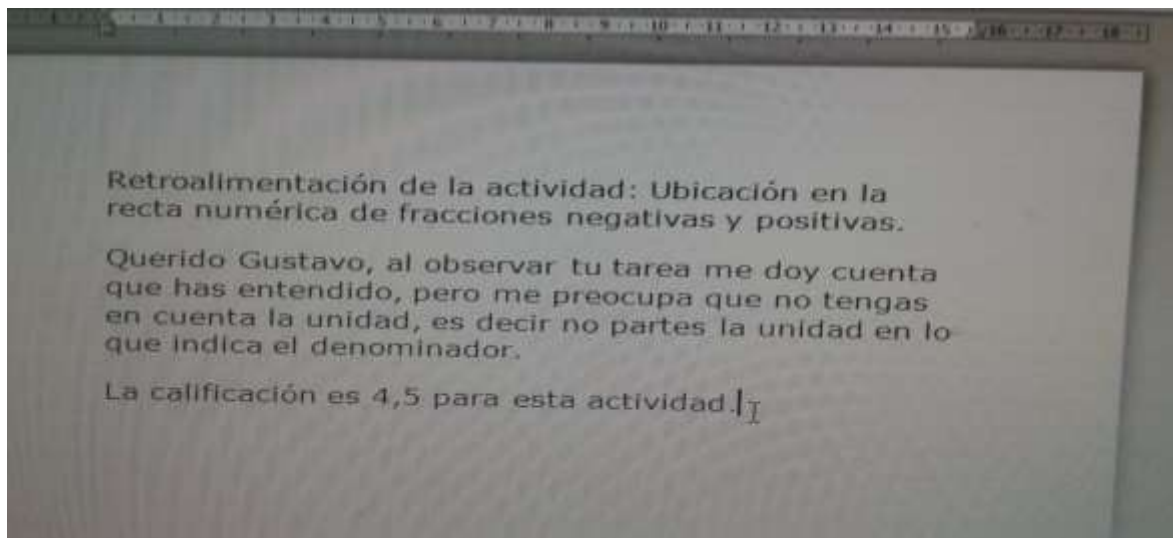 Retroalimentación de la actividad: Ubicación en la
recta numérica de fracciones negativas y positivas.
Querido Gustavo, al observar tu tarea me doy cuenta
que has entendido, pero me preocupa que no tengas
en cuenta la unidad, es decir no partes la unidad en lo
que indica el denominador.
La calificación es 4,5 para esta actividad.